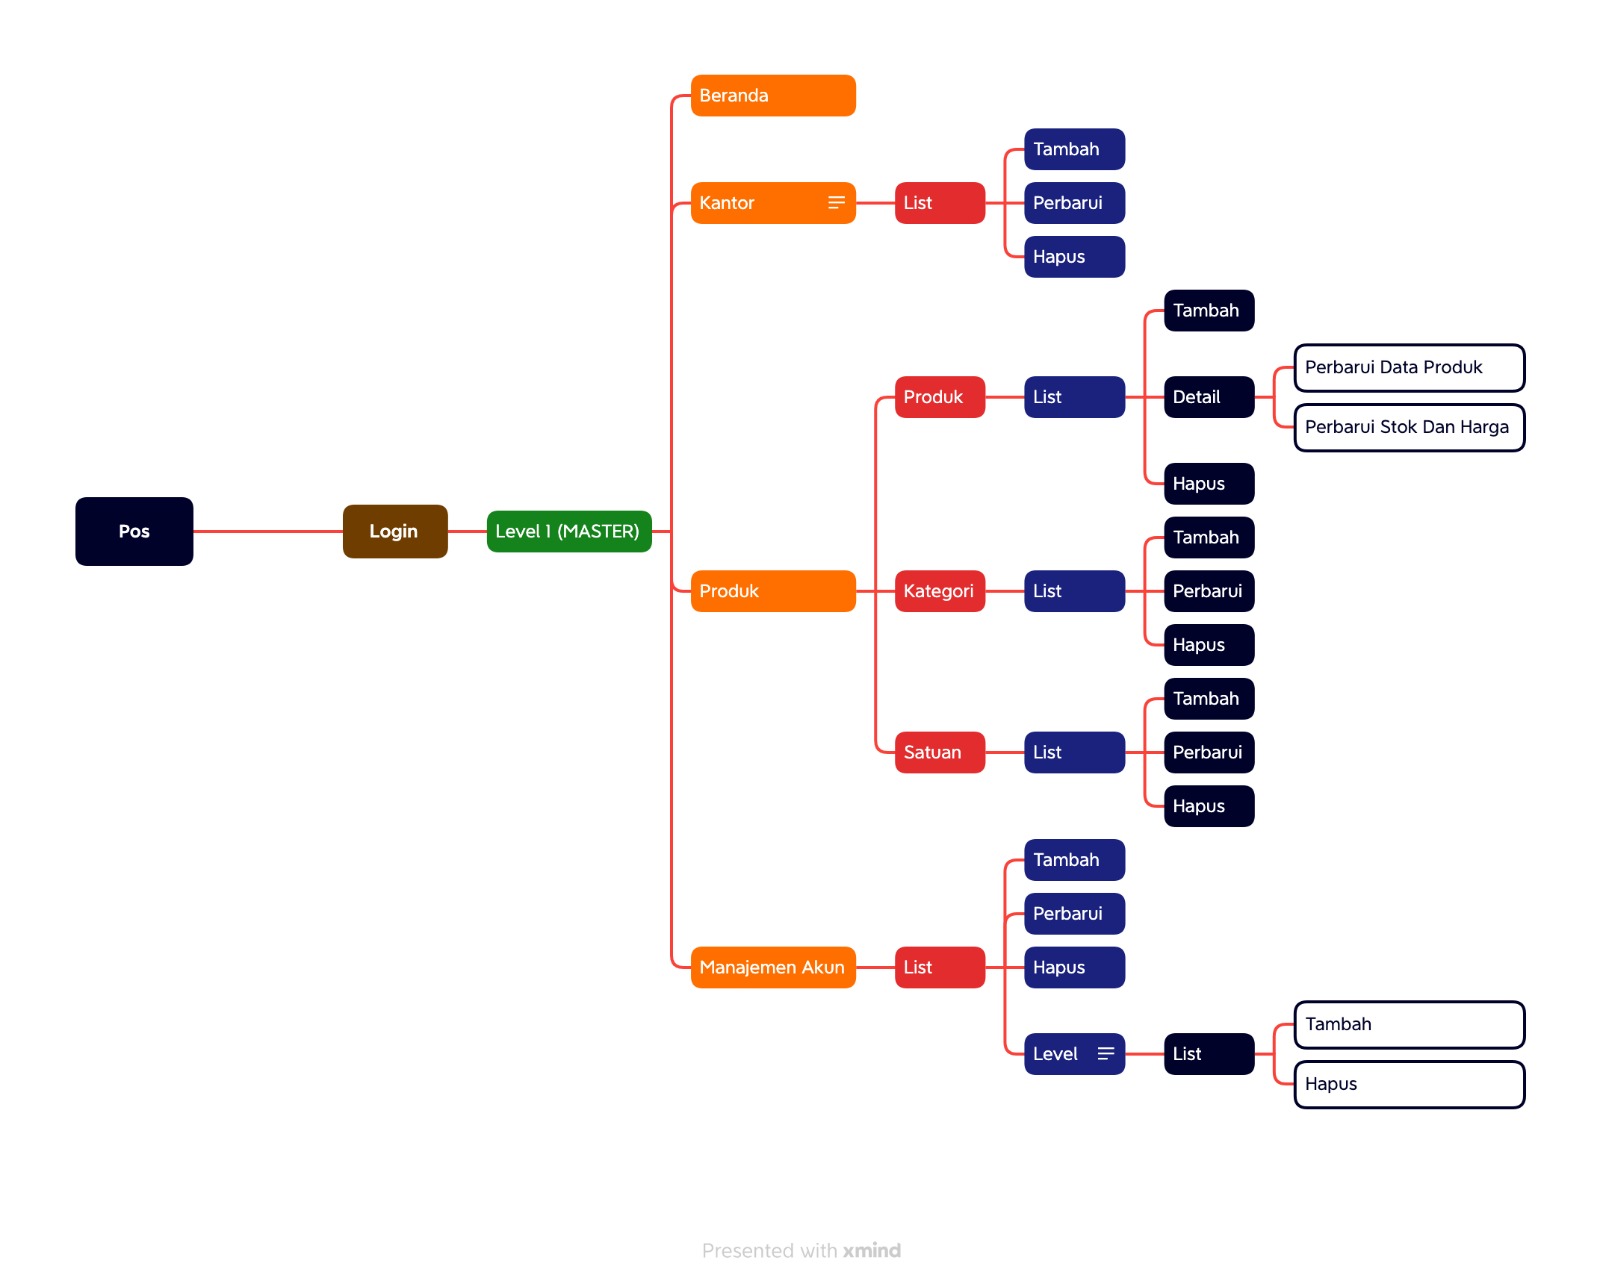 Pos
Login
Level 1 (MASTER)
Beranda
Kantor
List
Tambah
Perbarui
Hapus
Produk
Produk
List
Tambah
Detail
Perbarui Data Produk
Perbarui Stok Dan Harga
Hapus
Kategori
List
Tambah
Perbarui
Hapus
Satuan
List
Tambah
Perbarui
Hapus
Manajemen Akun
List
Tambah
Perbarui
Hapus
Level
List
Tambah
Hapus
Presented with xmind